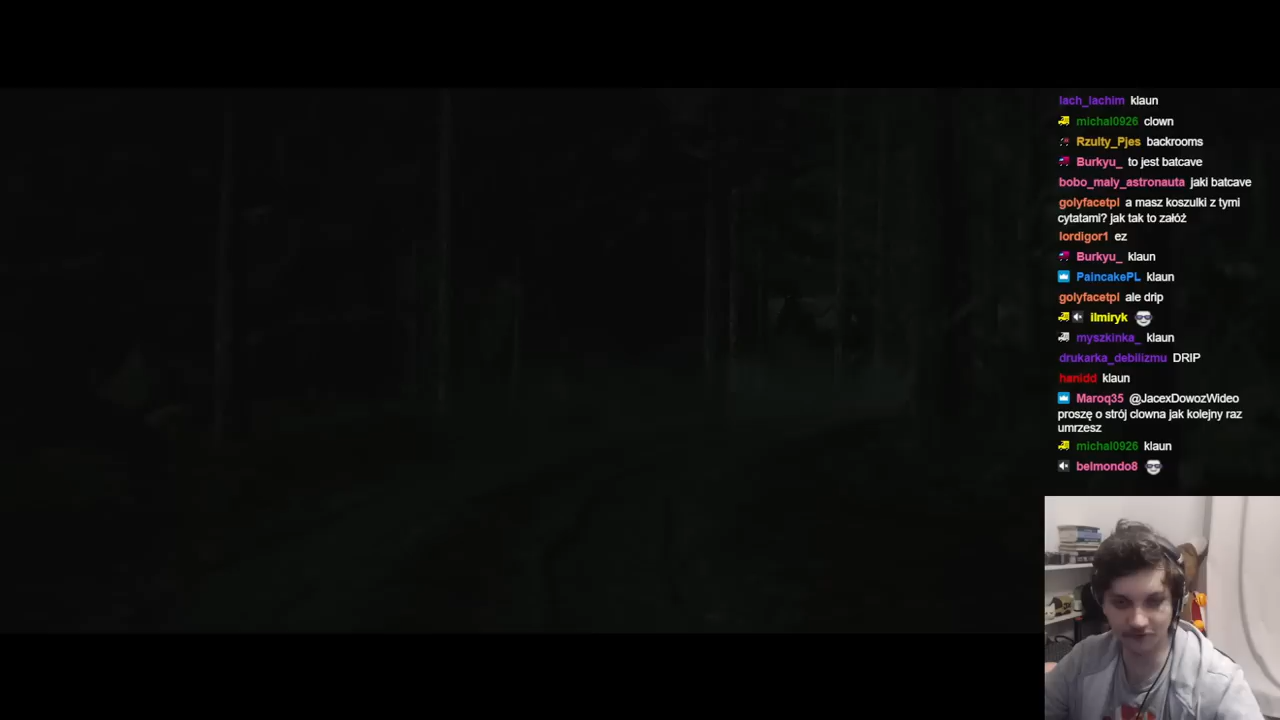 lach_lachim klaun
michal0926 clown
Rzulty_Pjes backrooms
Burkyu_ to jest batcave
bobo_maly_astronauta jaki batcave
golyfacetpl a masz koszulki z tymi
cytatami? jak tak to załóż
lordigor1 ez
Burkyu_ klaun
PaincakePL klaun
golyfacetpl ale drip
ilmiryk
myszkinka_ klaun
drukarka_debilizmu DRIP
hanidd klaun
Maroq35 @JacexDowozWideo
proszę o strój clowna jak kolejny raz
umrzesz
michal0926 klaun
belmondo8